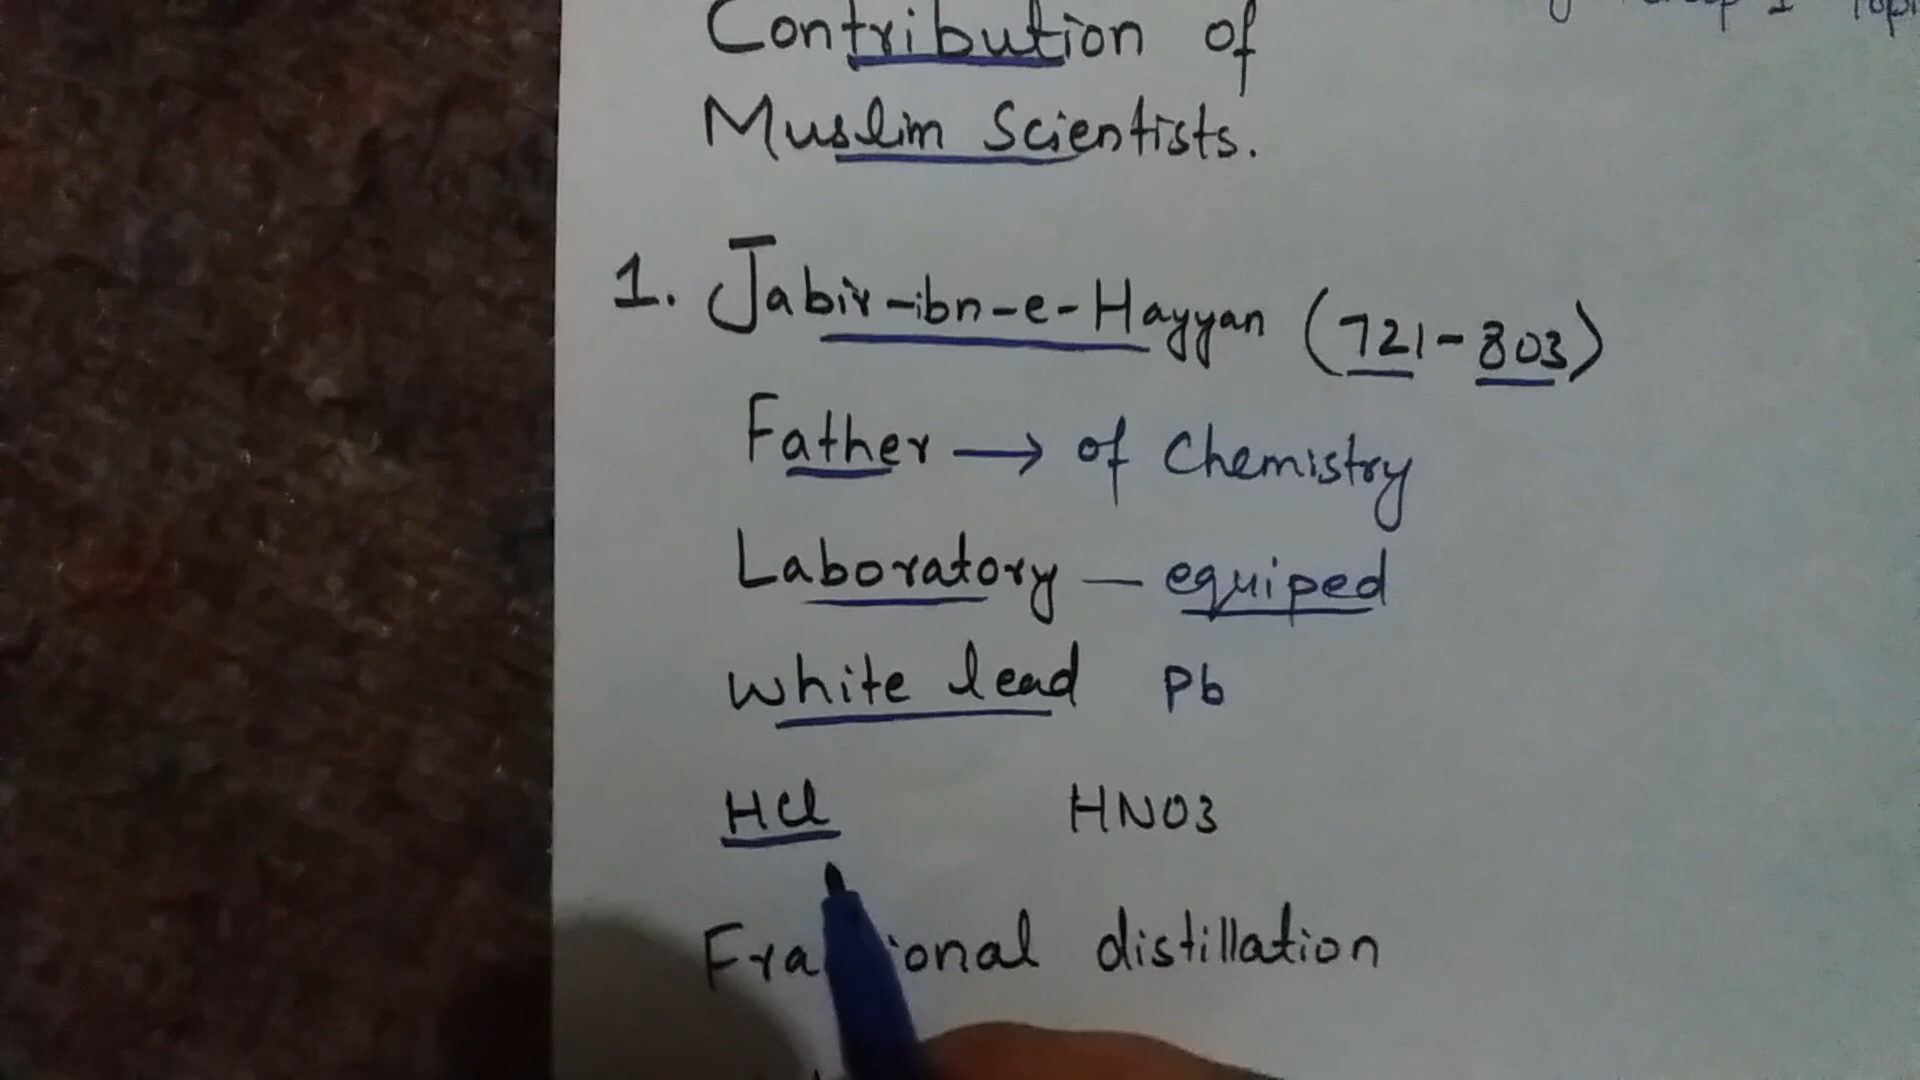 Contribution of
Muslim Scientists.
1. Jabir-ibn-e-Hayyan (721-803)
Father → of Chemistry
Laboratory — equiped
white lead Pb
HCl HNO3
distillation